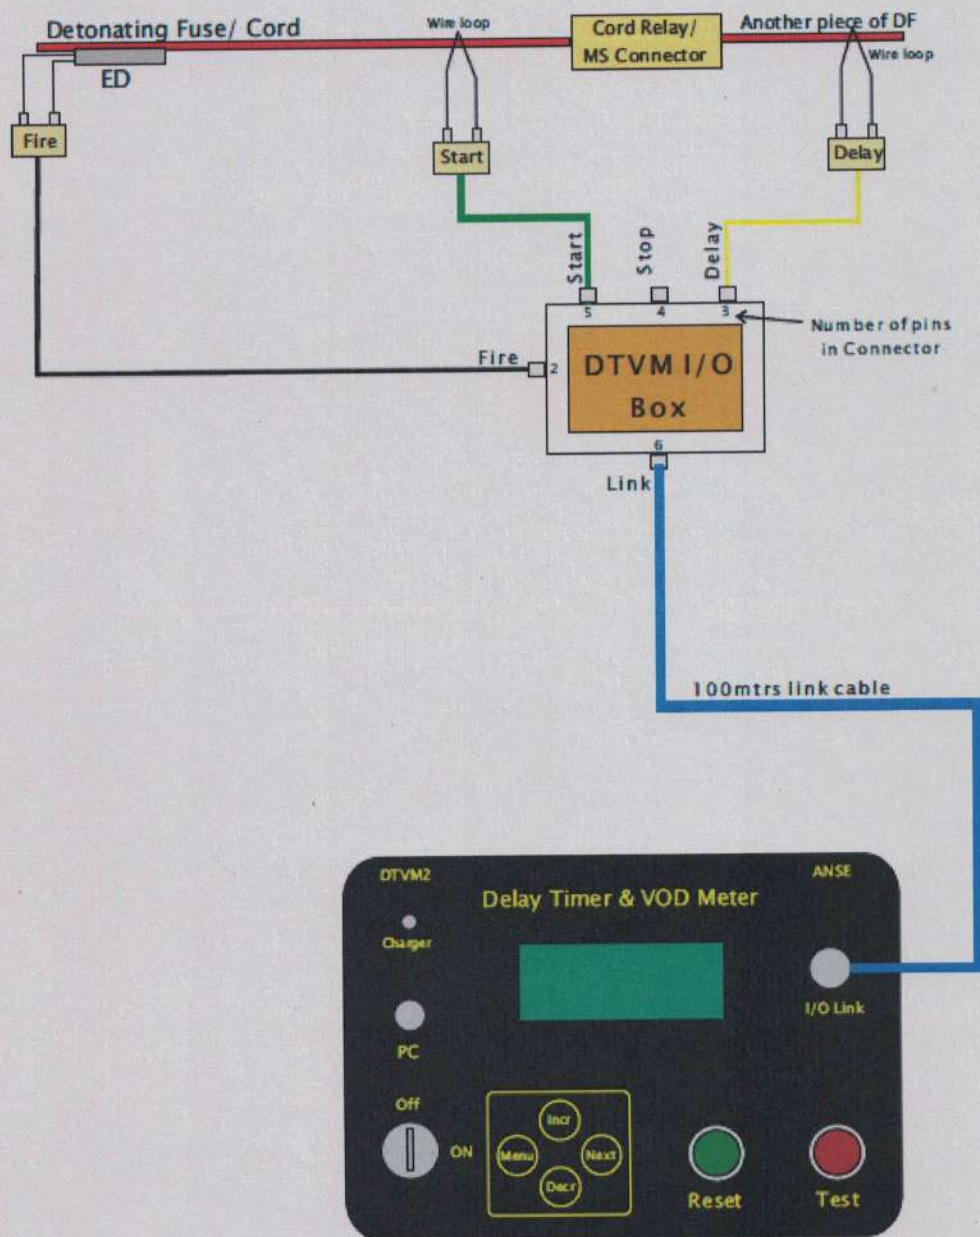 Detonating Fuse/ Cord
Wire loop
Cord Relay/
MS Connector
Another piece of DF
Wire loop
ED
Fire
Start
Delay
Start
Stop
Delay
5
4
3
Number of pins
in Connector
Fire
2
DTVM I/O
Box
6
Link
100mtrs link cable
DTVM2
ANSE
Delay Timer & VOD Meter
Charger
I/O Link
PC
Off
ON
Incr
Menu
Next
Decr
Reset
Test